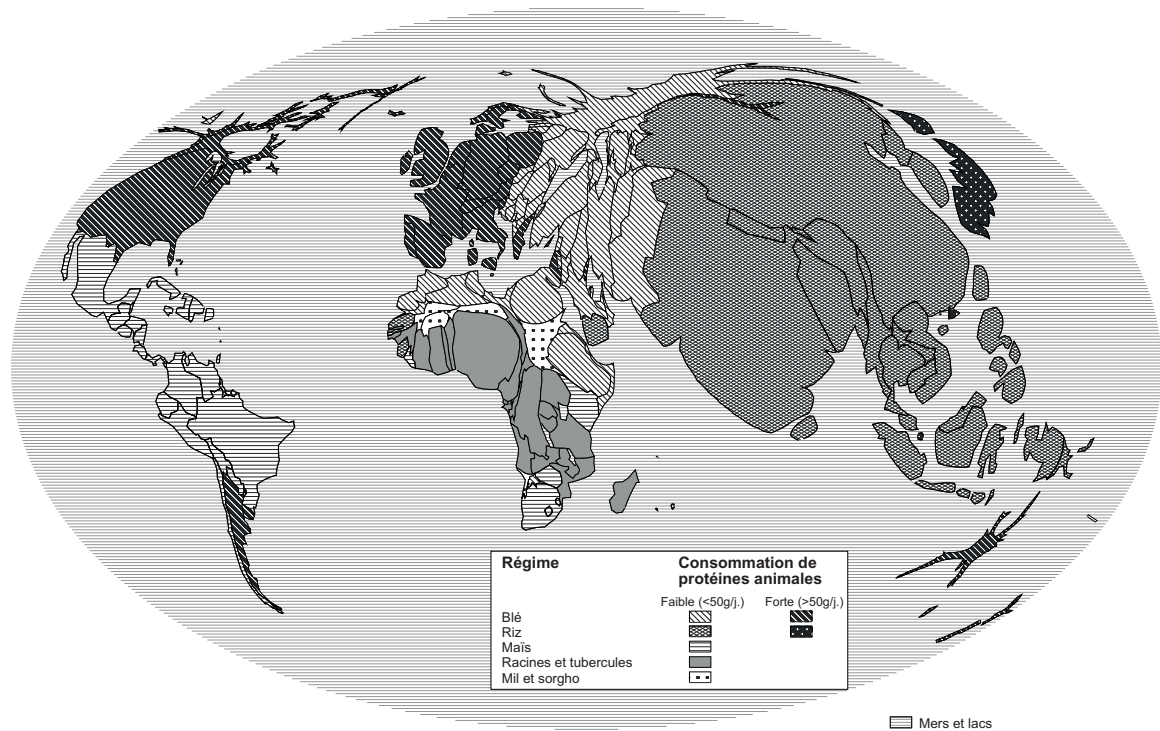 Régime
Consommation de
protéines animales
Faible (<50g/j.)
Forte (>50g/j.)
Blé
Riz
Maïs
Racines et tubercules
Mil et sorgho
Mers et lacs